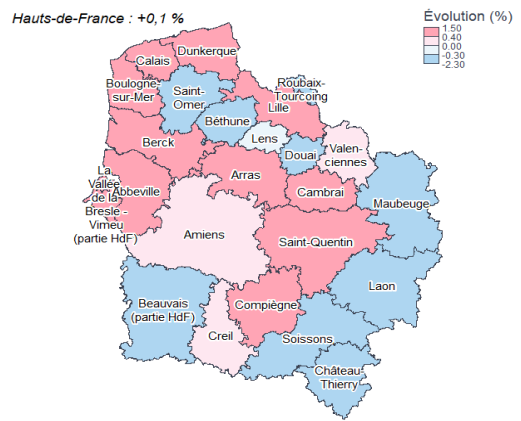 Hauts-de-France : +0,1 %
Évolution (%)
1.50
0.40
0.00
-0.30
-2.30
Dunkerque
Calais
Boulogne-
sur-Mer
Saint-
Omer
Roubaix-
Tourcoing
Lille
Béthune
Lens
Berck
Douai
Valen-
ciennes
La
Vallée
de la
Bresle -
Vimeu
(partie HdF)
Abbeville
Arras
Cambrai
Maubeuge
Amiens
Saint-Quentin
Laon
Beauvais
(partie HdF)
Compiègne
Creil
Soissons
Château-
Thierry